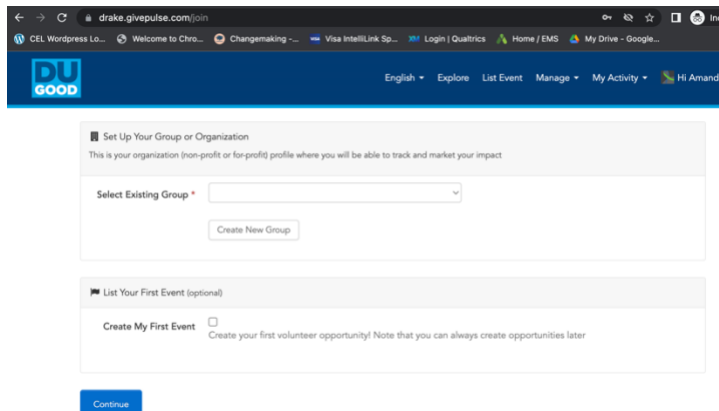 drake.givepulse.com/join
CEL Wordpress Lo... Welcome to Chro... Changemaking -... Visa IntelliLink Sp... Login | Qualtrics Home / EMS My Drive - Google...
DU GOOD
English Explore List Event Manage My Activity Hi Amand
Set Up Your Group or Organization
This is your organization (non-profit or for-profit) profile where you will be able to track and market your impact
Select Existing Group *
Create New Group
List Your First Event (optional)
Create My First Event
Create your first volunteer opportunity! Note that you can always create opportunities later
Continue